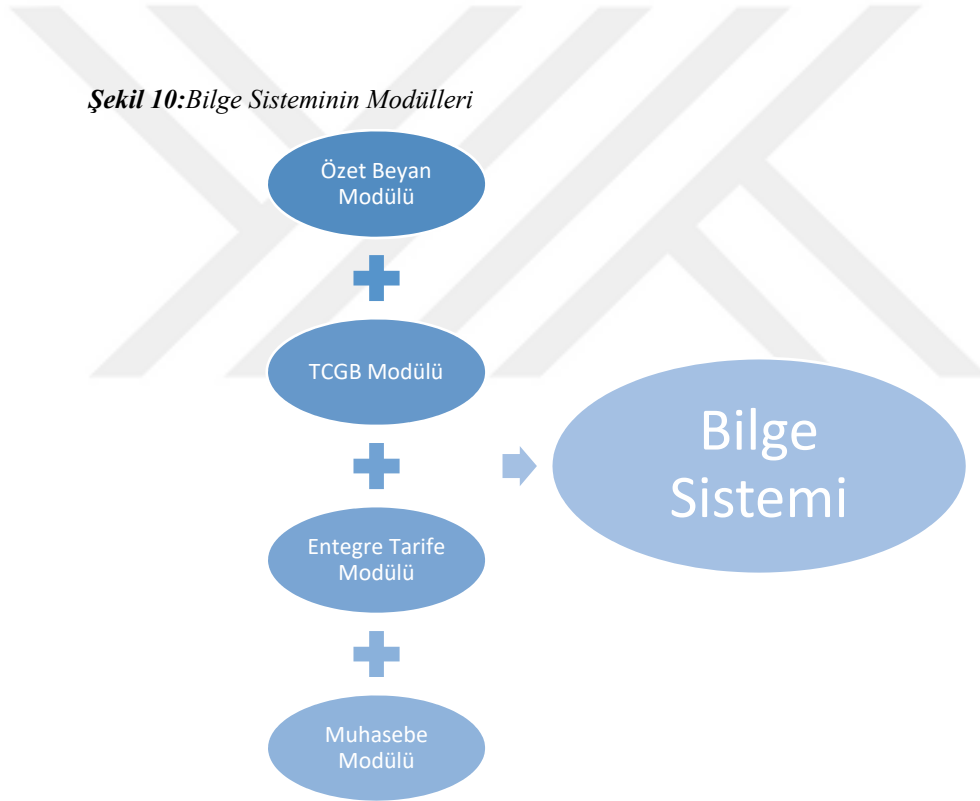 Şekil 10:Bilge Sisteminin Modülleri
Özet Beyan
Modülü
TCGB Modülü
Entegre Tarife
Modülü
Muhasebe
Modülü
Bilge
Sistemi